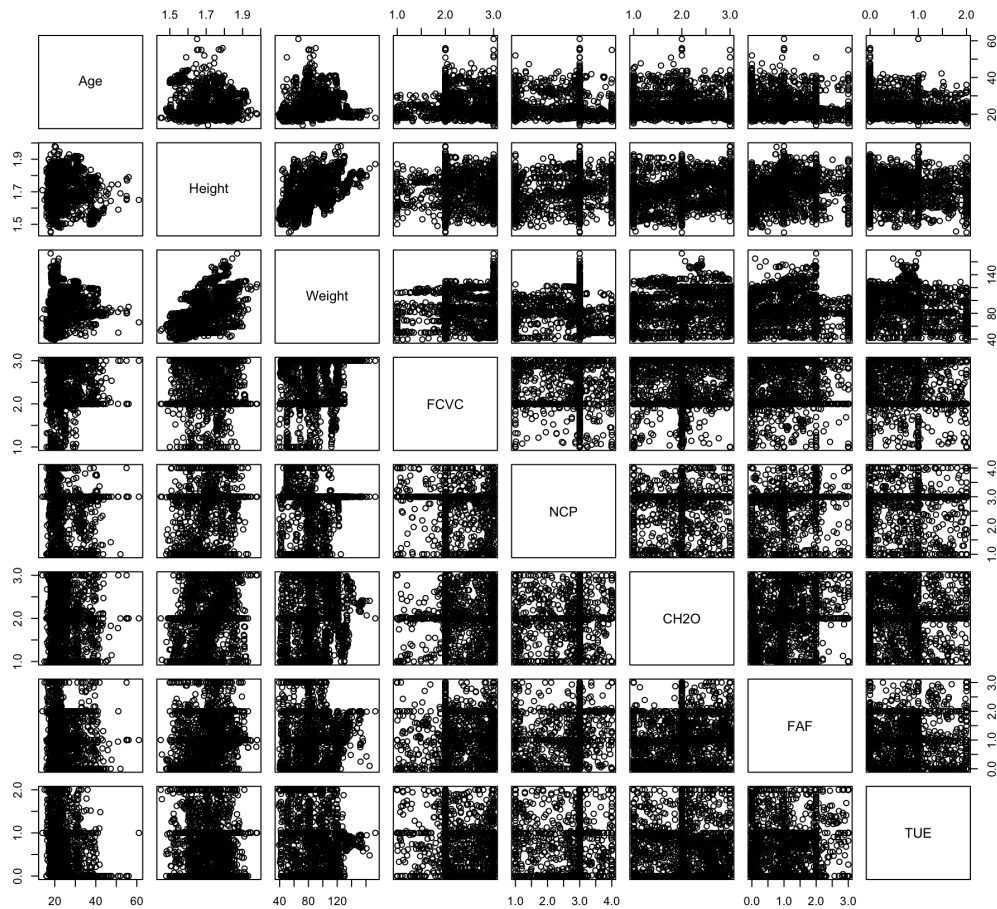 1.5 1.7 1.9 1.0 2.0 3.0 1.0 2.0 3.0 0.0 1.0 2.0
Age 20 40 60
1.5 1.7 1.9 Height
Weight 40 80 140
1.0 2.0 3.0 FCVC
NCP 1.0 2.0 3.0 4.0
1.0 2.0 3.0 CH2O
FAF 0.0 1.0 2.0 3.0
0.0 1.0 2.0 TUE
20 40 60 40 80 120 1.0 2.0 3.0 4.0 0.0 1.0 2.0 3.0